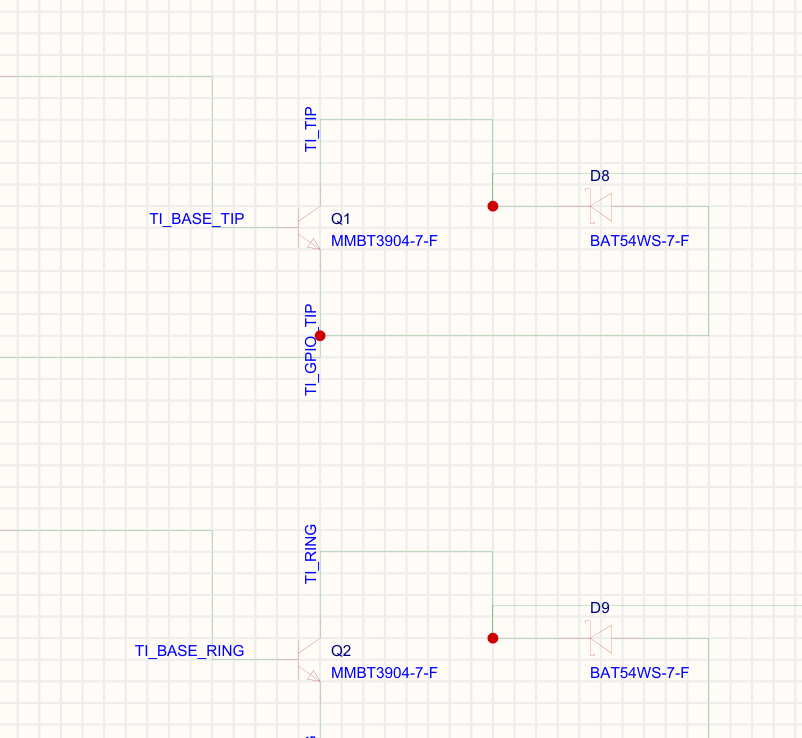 TI_TIP
D8
TI_BASE_TIP
Q1
MMBT3904-7-F
BAT54WS-7-F
TI_GPIO_TIP
TI_RING
D9
TI_BASE_RING
Q2
MMBT3904-7-F
BAT54WS-7-F